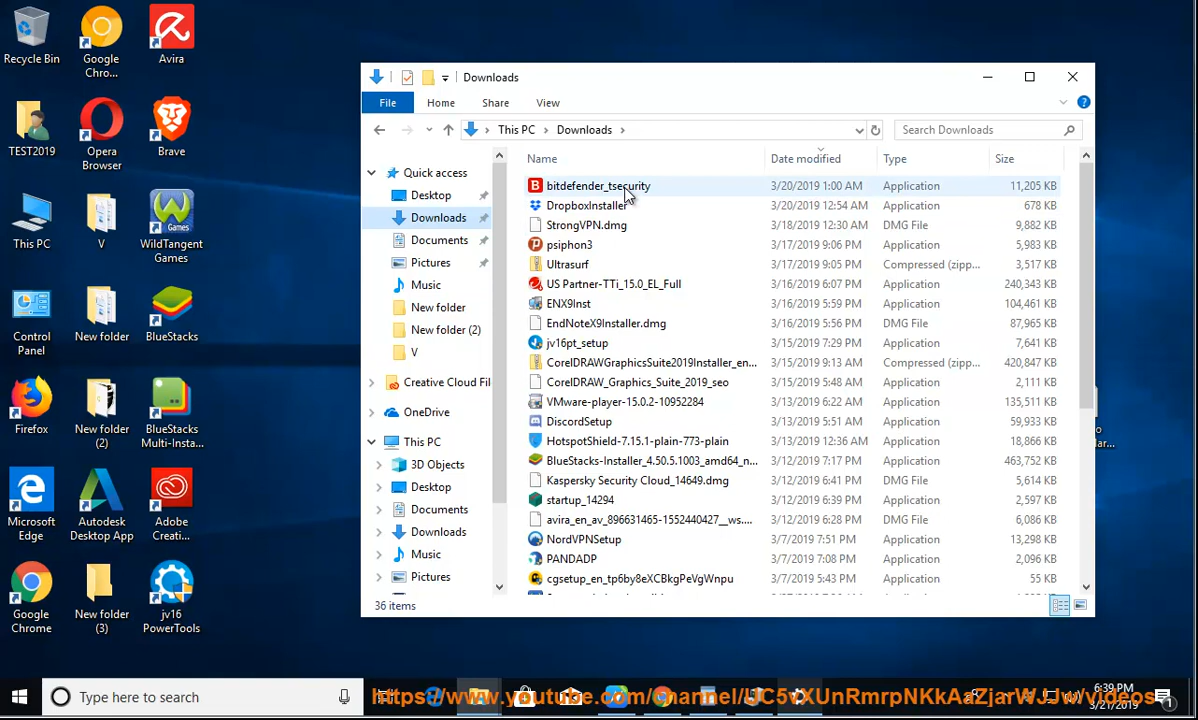 Recycle Bin
Google
Chro...
Avira
TEST2019
Opera
Browser
Brave
This PC
V
WildTangent
Games
Control
Panel
New folder
BlueStacks
Firefox
New folder
(2)
BlueStacks
Multi-Insta...
Microsoft
Edge
Autodesk
Desktop App
Adobe
Creati...
Google
Chrome
New folder
(3)
jv16
PowerTools
Downloads
File Home Share View
This PC > Downloads >
Search Downloads
Quick access
Desktop
Downloads
Documents
Pictures
Music
New folder
New folder (2)
V
Creative Cloud Fil
OneDrive
This PC
3D Objects
Desktop
Documents
Downloads
Music
Pictures
Name Date modified Type Size
bitdefender_tsecurity 3/20/2019 1:00 AM Application 11,205 KB
DropboxInstaller 3/20/2019 12:54 AM Application 678 KB
StrongVPN.dmg 3/18/2019 12:30 AM DMG File 9,882 KB
psiphon3 3/17/2019 9:06 PM Application 5,983 KB
Ultrasurf 3/17/2019 9:05 PM Compressed (zipp... 3,517 KB
US Partner-TTi_15.0_EL_Full 3/16/2019 6:07 PM Application 240,343 KB
ENX9Inst 3/16/2019 5:59 PM Application 104,461 KB
EndNoteX9Installer.dmg 3/16/2019 5:56 PM DMG File 87,965 KB
jv16pt_setup 3/15/2019 7:29 PM Application 7,641 KB
CorelDRAWGraphicsSuite2019Installer_en... 3/15/2019 9:13 AM Compressed (zipp... 420,847 KB
CorelDRAW_Graphics_Suite_2019_seo 3/15/2019 5:48 AM Application 2,111 KB
VMware-player-15.0.2-10952284 3/13/2019 6:22 AM Application 135,511 KB
DiscordSetup 3/13/2019 5:51 AM Application 59,933 KB
HotspotShield-7.15.1-plain-773-plain 3/13/2019 12:36 AM Application 18,866 KB
BlueStacks-Installer_4.50.5.1003_amd64_n... 3/12/2019 7:17 PM Application 463,752 KB
Kaspersky Security Cloud_14649.dmg 3/12/2019 6:41 PM DMG File 5,614 KB
startup_14294 3/12/2019 6:39 PM Application 2,597 KB
avira_en_av_896631465-1552440427__ws.... 3/12/2019 6:28 PM DMG File 6,086 KB
NordVPNSetup 3/7/2019 7:51 PM Application 13,298 KB
PANDADP 3/7/2019 7:08 PM Application 2,096 KB
cgsetup_en_tp6by8eXCBkgPeVgWnpu 3/7/2019 5:43 PM Application 55 KB
36 items
Type here to search
6:39 PM
3/21/2019
1